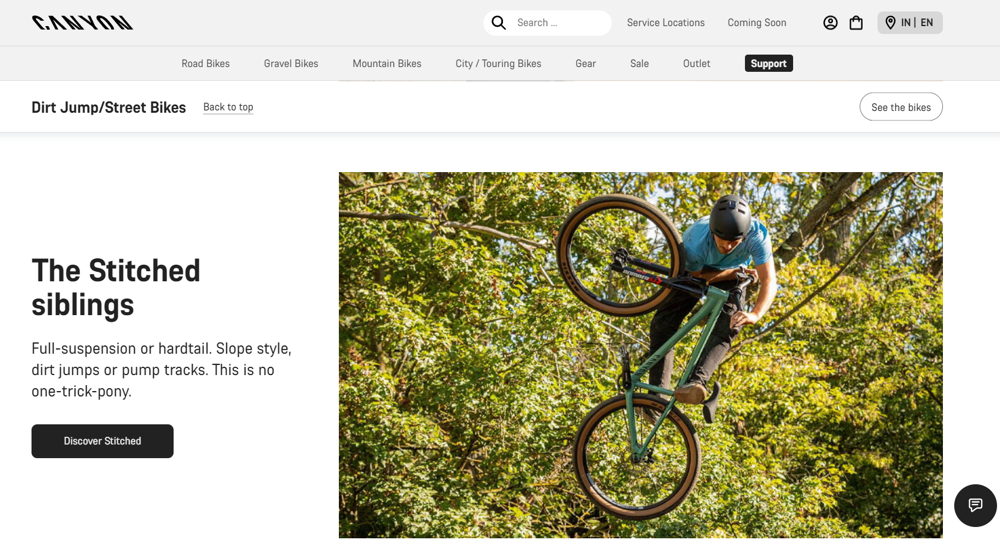 CANYON
Search ...
Service Locations
Coming Soon
IN | EN
Road Bikes
Gravel Bikes
Mountain Bikes
City / Touring Bikes
Gear
Sale
Outlet
Support
Dirt Jump/Street Bikes
Back to top
See the bikes
The Stitched
siblings
Full-suspension or hardtail. Slope style,
dirt jumps or pump tracks. This is no
one-trick-pony.
Discover Stitched
BOMBER
CANYON
MAXXIS